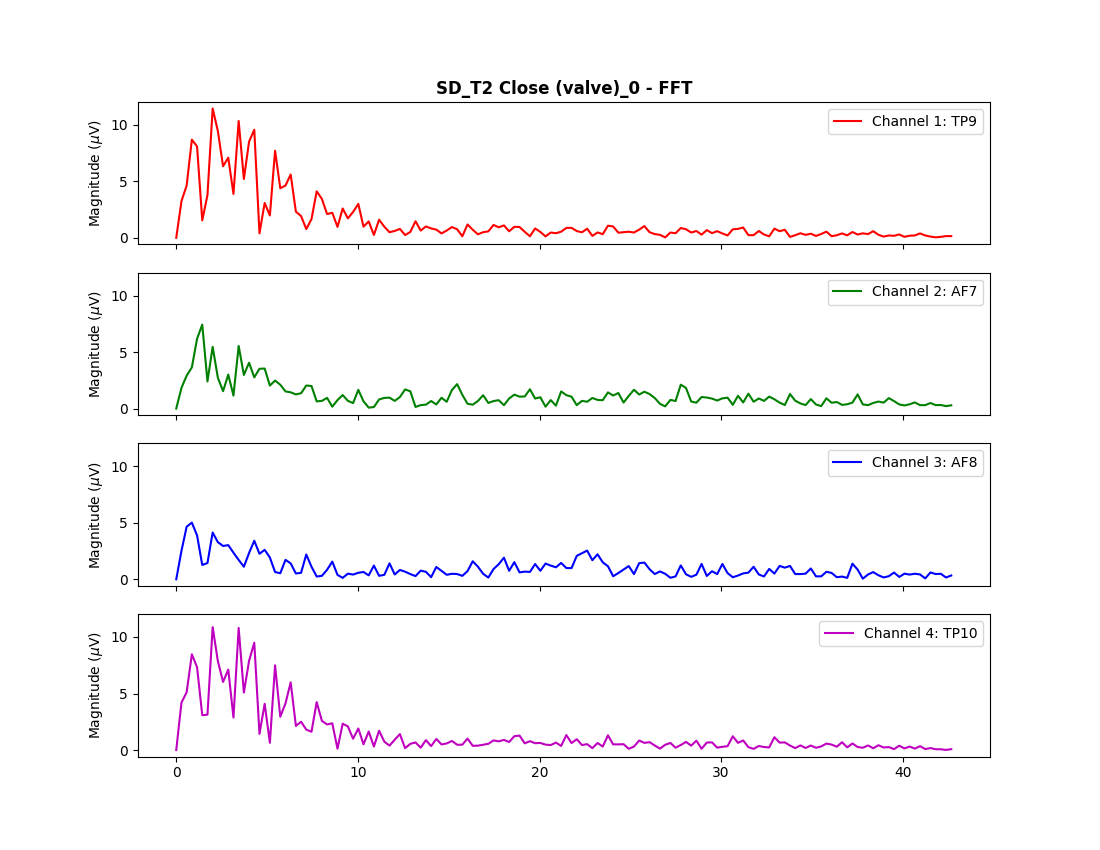 SD_T2 Close (valve)_0 - FFT
Magnitude (μV)
10
5
0
Channel 1: TP9
Magnitude (μV)
10
5
0
Channel 2: AF7
Magnitude (μV)
10
5
0
Channel 3: AF8
Magnitude (μV)
10
5
0
Channel 4: TP10
0 10 20 30 40